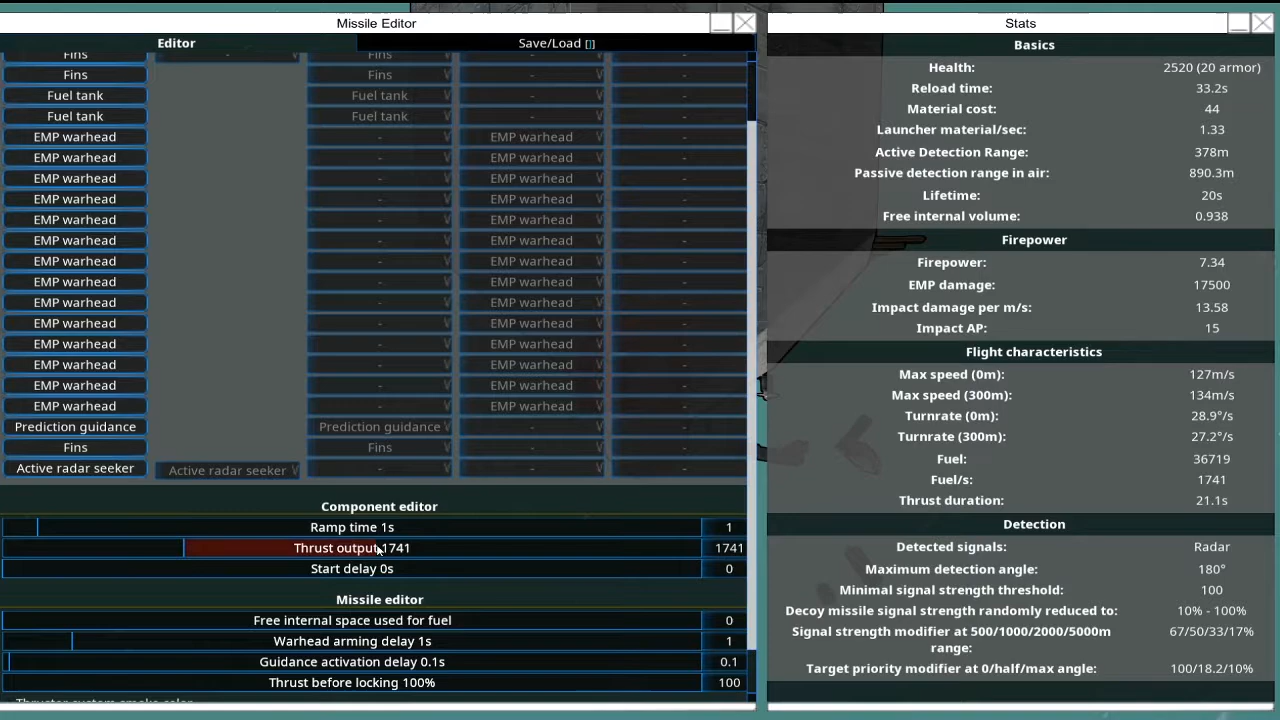 Missile Editor
Editor Save/Load []
Fins - V Fins V - V -
Fins Fins V - V -
Fuel tank Fuel tank V - V -
Fuel tank Fuel tank V - V -
EMP warhead - V EMP warhead V -
EMP warhead - V EMP warhead V -
EMP warhead - V EMP warhead V -
EMP warhead - V EMP warhead V -
EMP warhead - V EMP warhead V -
EMP warhead - V EMP warhead V -
EMP warhead - V EMP warhead V -
EMP warhead - V EMP warhead V -
EMP warhead - V EMP warhead V -
EMP warhead - V EMP warhead V -
EMP warhead - V EMP warhead V -
EMP warhead - V EMP warhead V -
EMP warhead - V EMP warhead V -
EMP warhead - V EMP warhead V -
Prediction guidance Prediction guidance V - V -
Fins Fins V - V -
Active radar seeker Active radar seeker V - V - V -
Component editor
Ramp time 1s 1
Thrust output 1741 1741
Start delay 0s 0
Missile editor
Free internal space used for fuel 0
Warhead arming delay 1s 1
Guidance activation delay 0.1s 0.1
Thrust before locking 100% 100
Stats
Basics
Health: 2520 (20 armor)
Reload time: 33.2s
Material cost: 44
Launcher material/sec: 1.33
Active Detection Range: 378m
Passive detection range in air: 890.3m
Lifetime: 20s
Free internal volume: 0.938
Firepower
Firepower: 7.34
EMP damage: 17500
Impact damage per m/s: 13.58
Impact AP: 15
Flight characteristics
Max speed (0m): 127m/s
Max speed (300m): 134m/s
Turnrate (0m): 28.9°/s
Turnrate (300m): 27.2°/s
Fuel: 36719
Fuel/s: 1741
Thrust duration: 21.1s
Detection
Detected signals: Radar
Maximum detection angle: 180°
Minimal signal strength threshold: 100
Decoy missile signal strength randomly reduced to: 10% - 100%
Signal strength modifier at 500/1000/2000/5000m 67/50/33/17%
range:
Target priority modifier at 0/half/max angle: 100/18.2/10%